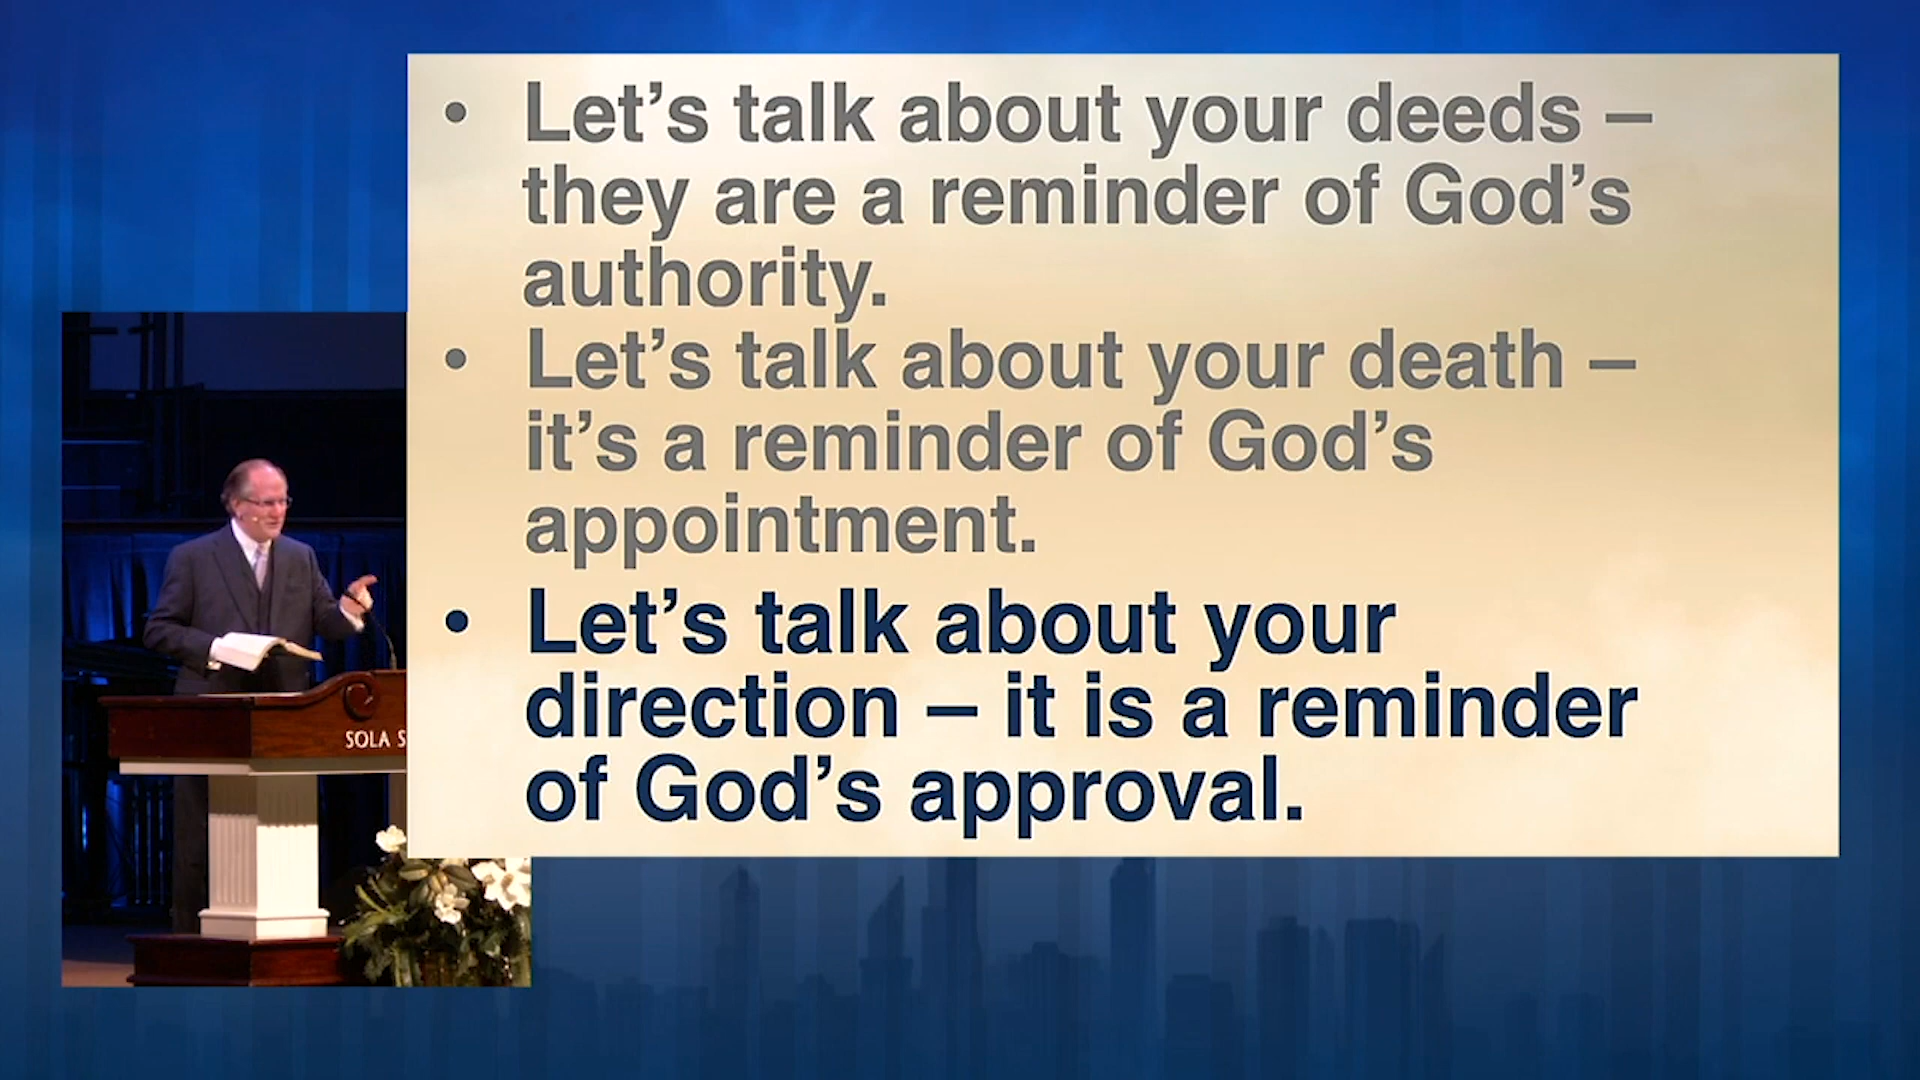 • Let’s talk about your deeds –
they are a reminder of God’s
authority.
• Let’s talk about your death –
it’s a reminder of God’s
appointment.
• Let’s talk about your
direction – it is a reminder
of God’s approval.
SOLA S